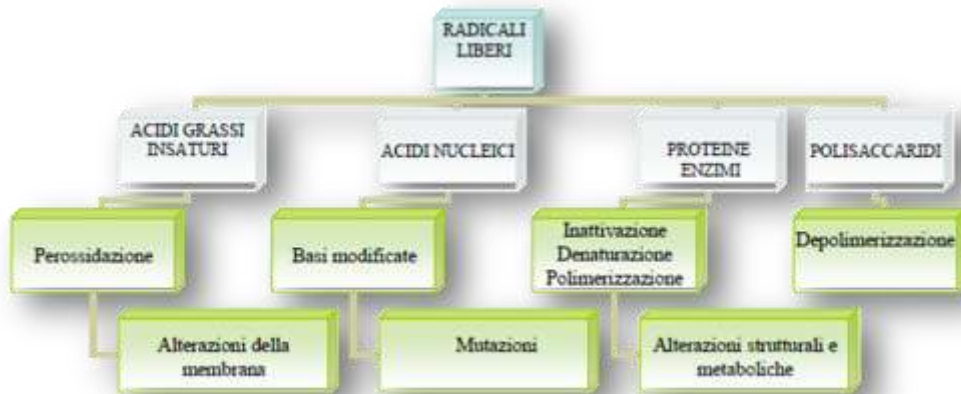 RADICALI
LIBERI
ACIDI GRASSI
INSATURI
ACIDI NUCLEICI
PROTEINE
ENZIMI
POLISACCARIDI
Perossidazione
Basi modificate
Inattivazione
Denaturazione
Polimerizzazione
Depolimerizzazione
Alterazioni della
membrana
Mutazioni
Alterazioni strutturali e
metaboliche